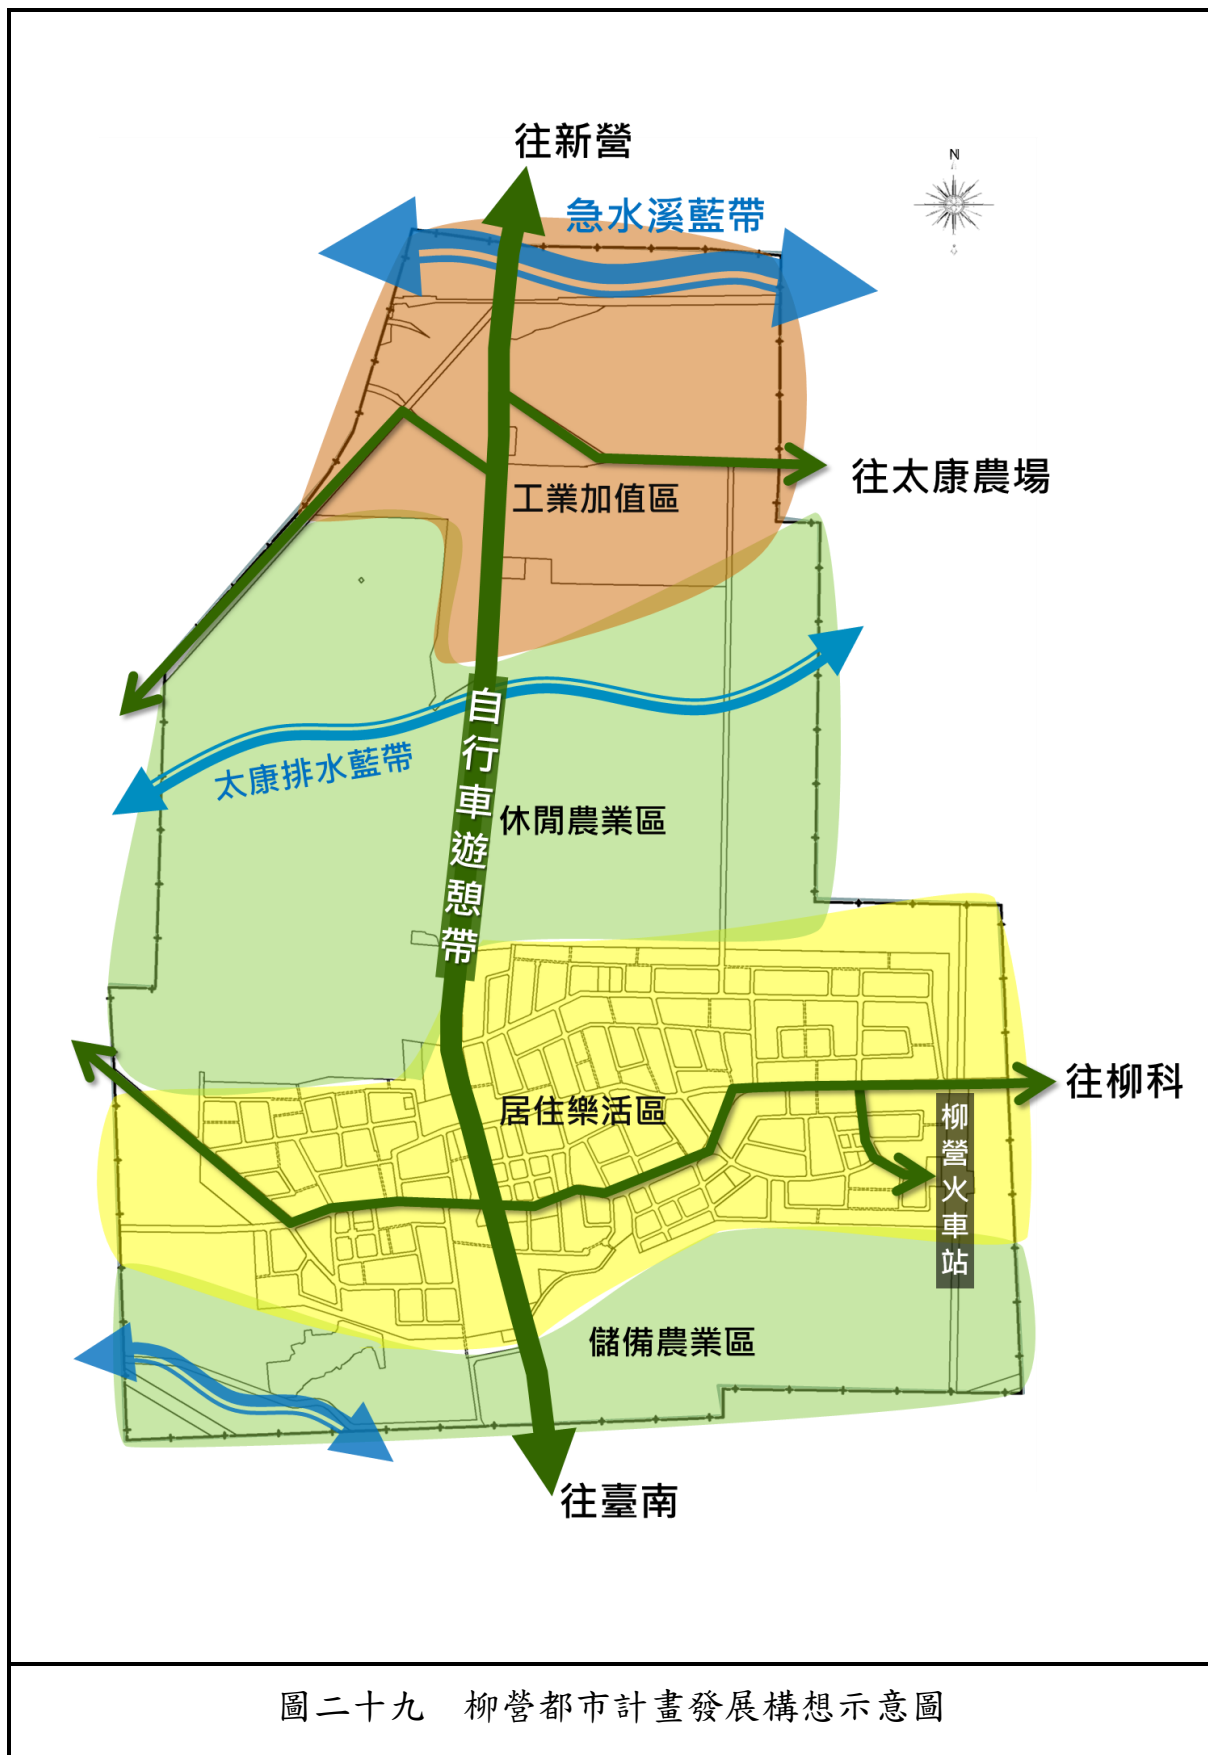 往新營
N
急水溪藍帶
往太康農場
工業加值區
自行車遊憩帶
太康排水藍帶
休閒農業區
往柳科
居住樂活區
柳營火車站
儲備農業區
往臺南
圖二十九　柳營都市計畫發展構想示意圖